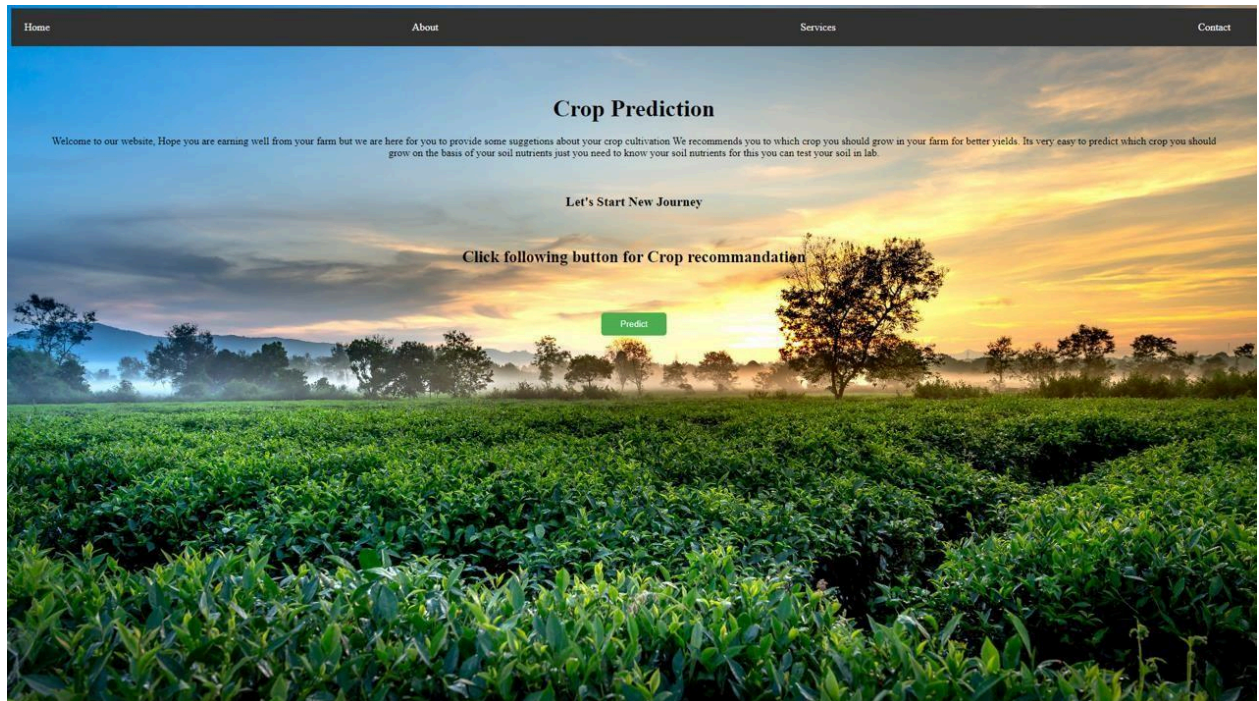 Home About Services Contact
Crop Prediction
Welcome to our website, Hope you are earning well from your farm but we are here for you to provide some suggetions about your crop cultivation We recommends you to which crop you should grow in your farm for better yields. Its very easy to predict which crop you should
grow on the basis of your soil nutrients just you need to know your soil nutrients for this you can test your soil in lab.
Let's Start New Journey
Click following button for Crop recommandation
Predict